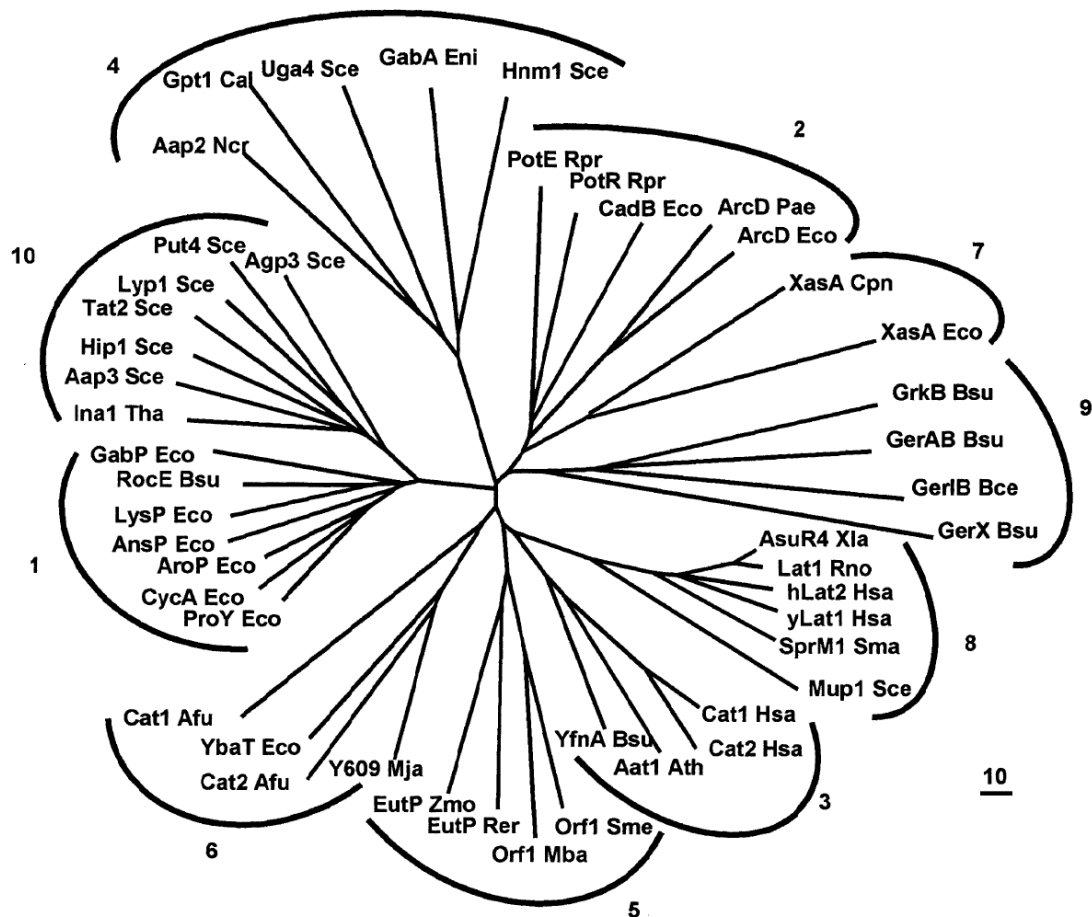 4
Gpt1 Cal
Uga4 Sce
GabA Eni
Hnm1 Sce
Aap2 Ncr
2
PotE Rpr
PotR Rpr
CadB Eco
ArcD Pae
ArcD Eco
10
Put4 Sce
Agp3 Sce
Lyp1 Sce
Tat2 Sce
Hip1 Sce
Aap3 Sce
Ina1 Tha
7
XasA Cpn
XasA Eco
9
GrkB Bsu
GerAB Bsu
GerIB Bce
GerX Bsu
1
GabP Eco
RocE Bsu
LysP Eco
AnsP Eco
AroP Eco
CycA Eco
ProY Eco
8
AsuR4 Xla
Lat1 Rno
hLat2 Hsa
yLat1 Hsa
SprM1 Sma
Mup1 Sce
6
Cat1 Afu
YbaT Eco
Cat2 Afu
Y609 Mja
5
EutP Zmo
EutP Rer
Orf1 Mba
Orf1 Sme
3
YfnA Bsu
Aat1 Ath
Cat2 Hsa
Cat1 Hsa
10